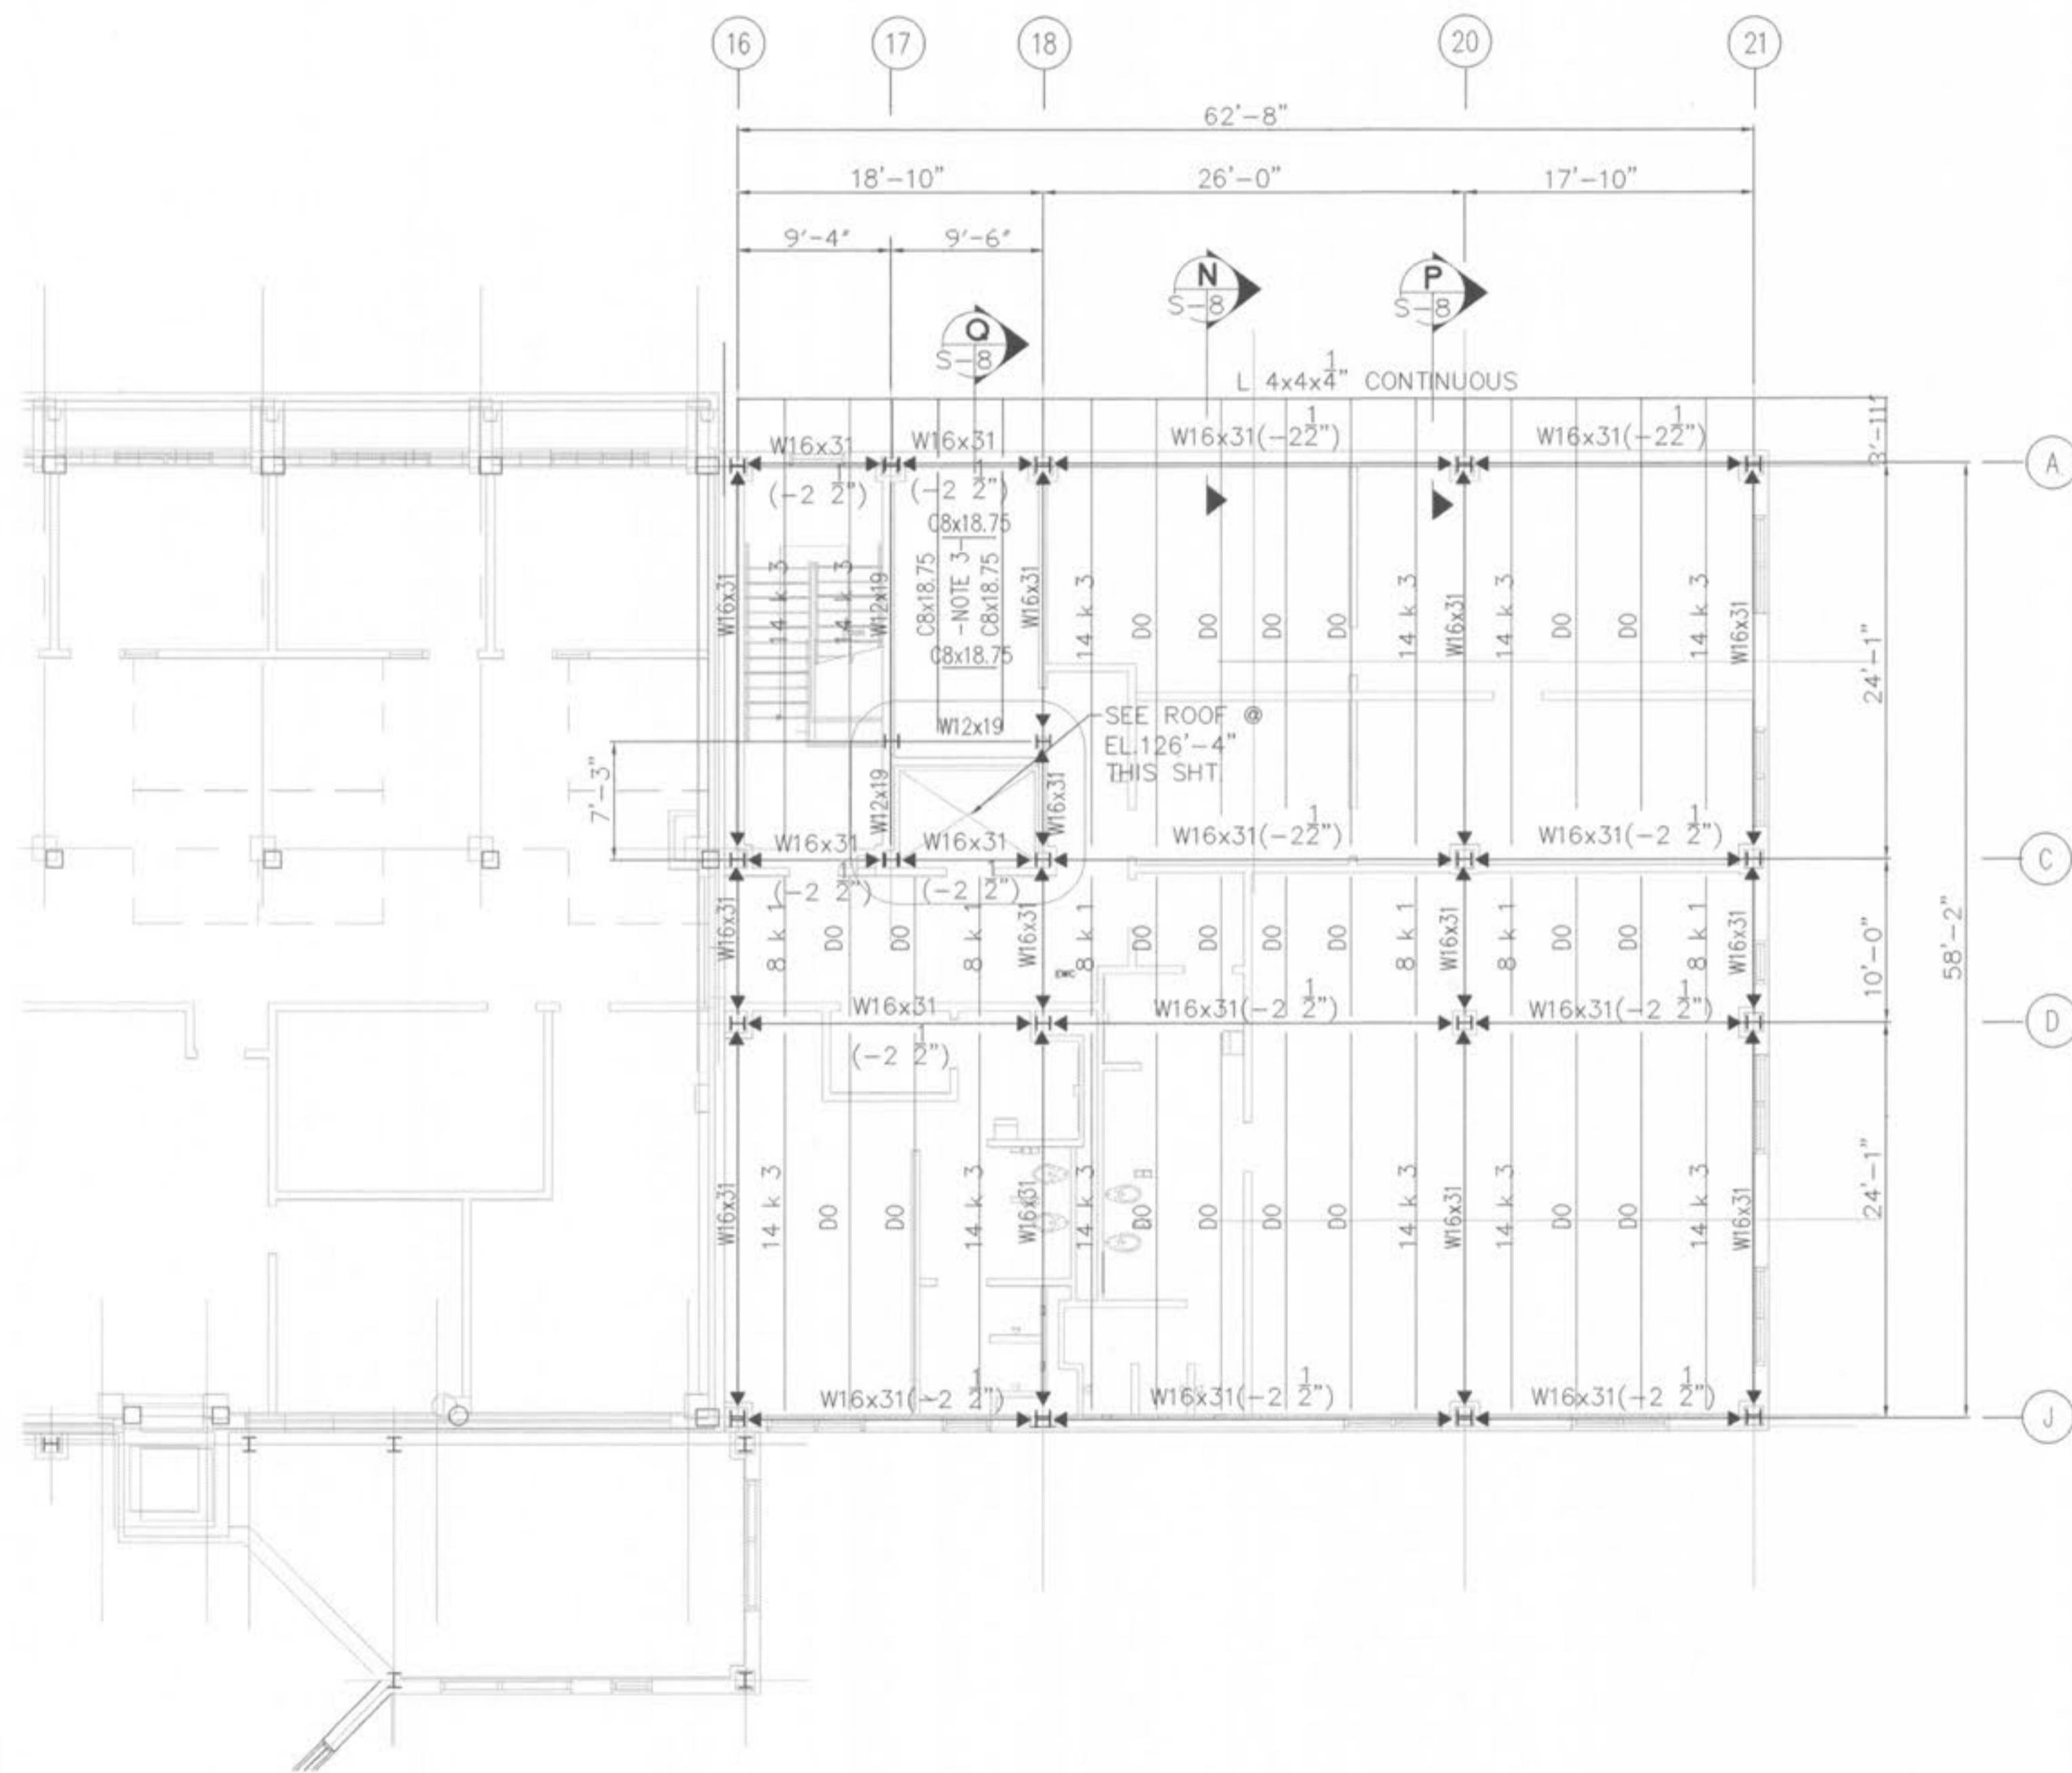 16 17 18 20 21
62'-8"
18'-10" 26'-0" 17'-10"
9'-4" 9'-6"
N
S-8
P
S-8
Q
S-8
L 4x4x1/4" CONTINUOUS
3'-11"
W16x31 W16x31 W16x31(-2 1/2") W16x31(-2 1/2")
(-2 1/2") (-2 1/2")
A
C8x18.75
C8x18.75
-NOTE 3-
C8x18.75
C8x18.75
W16x31
14 k 3
14 k 3
W12x19
W16x31
14 k 3
DO
DO
DO
DO
14 k 3
W16x31
14 k 3
DO
DO
14 k 3
W16x31
24'-1"
W12x19
SEE ROOF @
EL.126'-4"
THIS SHT.
7'-3"
W12x19
W16x31
W16x31 W16x31 W16x31(-2 1/2") W16x31(-2 1/2")
(-2 1/2") (-2 1/2")
C
W16x31
8 k 1
DO
DO
8 k 1
W16x31
8 k 1
DO
DO
DO
DO
8 k 1
W16x31
8 k 1
DO
DO
8 k 1
W16x31
10'-0"
58'-2"
EWC
W16x31 W16x31(-2 1/2") W16x31(-2 1/2")
(-2 1/2")
D
W16x31
14 k 3
DO
DO
14 k 3
W16x31
14 k 3
DO
DO
DO
DO
14 k 3
W16x31
14 k 3
DO
DO
14 k 3
W16x31
24'-1"
W16x31(-2 1/2") W16x31(-2 1/2") W16x31(-2 1/2")
J